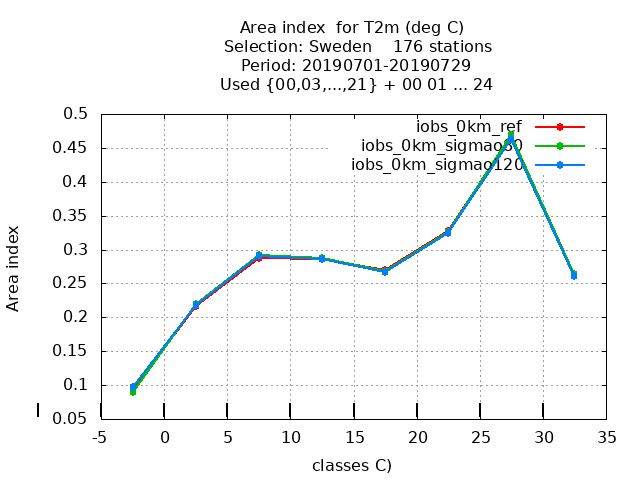 Area index  for T2m (deg C)
Selection: Sweden    176 stations
Period: 20190701-20190729
Used {00,03,...,21} + 00 01 ... 24
0.5
0.45
0.4
0.35
0.3
0.25
0.2
0.15
0.1
0.05
Area index
iobs_0km_ref
iobs_0km_sigmao60
iobs_0km_sigmao120
-5 0 5 10 15 20 25 30 35
classes C)